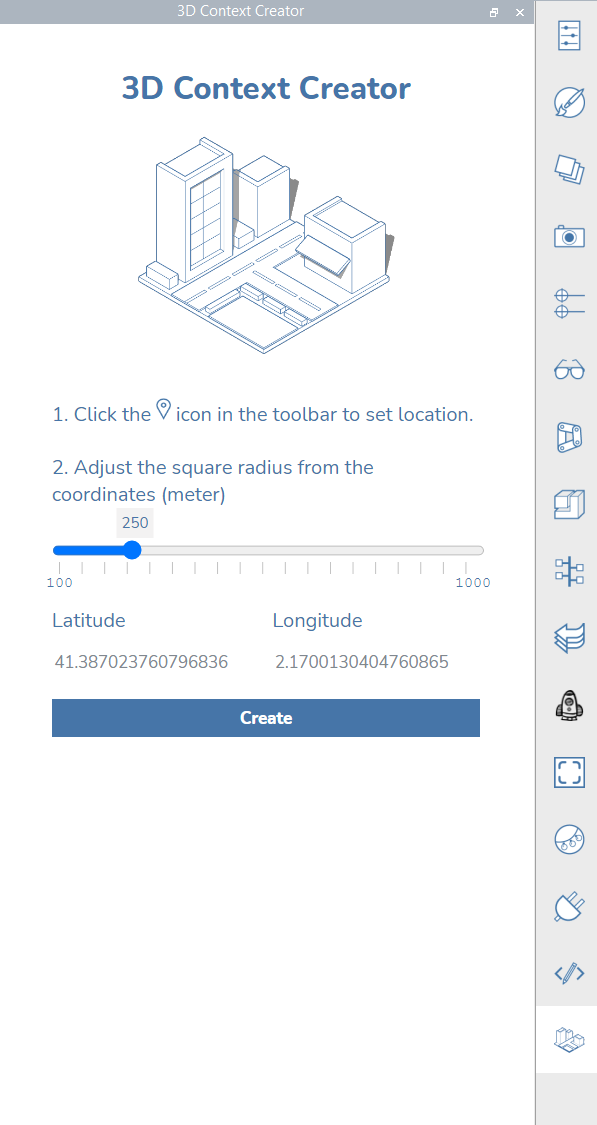 3D Context Creator
3D Context Creator
1. Click the icon in the toolbar to set location.
2. Adjust the square radius from the
coordinates (meter)
250
100 1000
Latitude Longitude
41.387023760796836 2.1700130404760865
Create